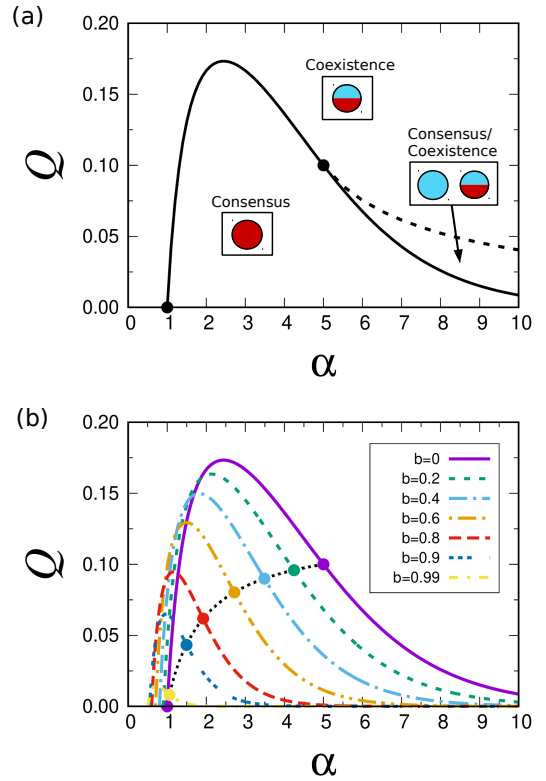 (a)
0.20
0.15
0.10
0.05
0.00
Q
Coexistence
Consensus/
Coexistence
Consensus
0 1 2 3 4 5 6 7 8 9 10
α
(b)
0.20
0.15
0.10
0.05
0.00
Q
b=0
b=0.2
b=0.4
b=0.6
b=0.8
b=0.9
b=0.99
0 1 2 3 4 5 6 7 8 9 10
α